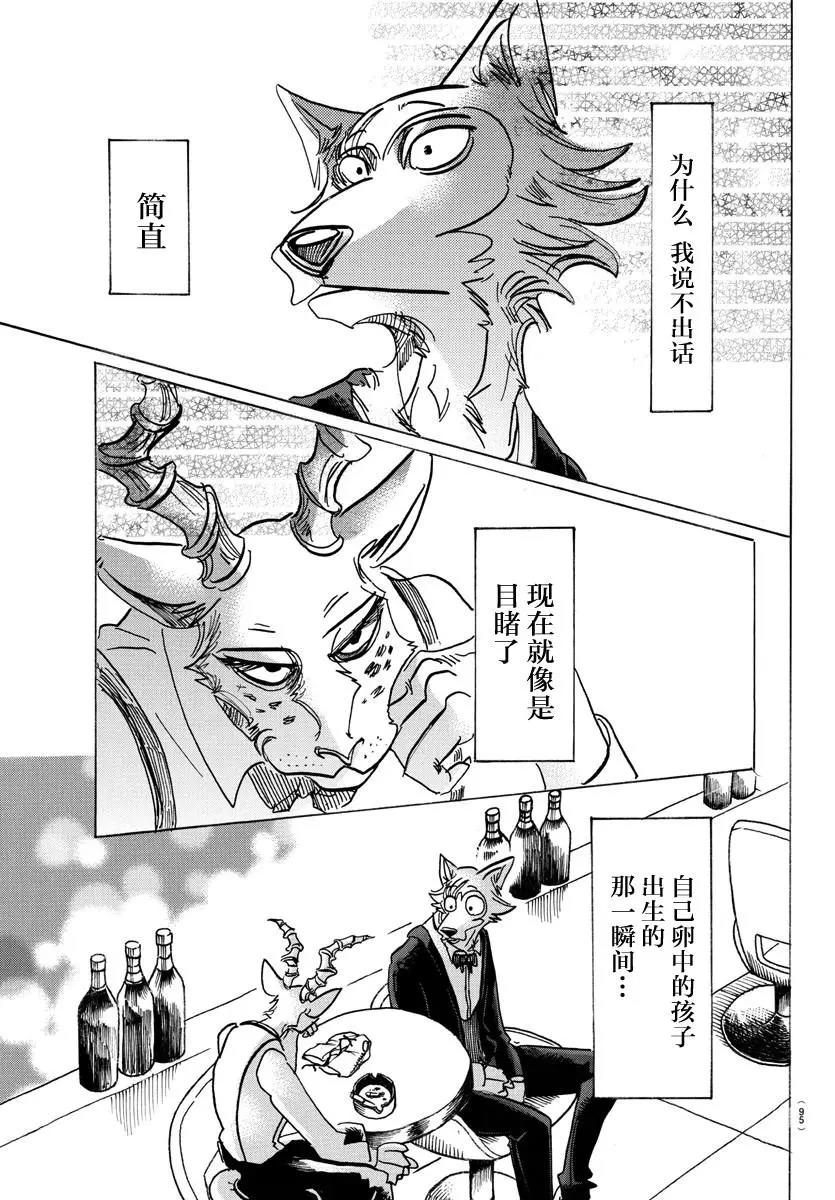 为什么 我说不出话
简直
现在就像是
目睹了
自己卵中的孩子
出生的
那一瞬间…
(95)